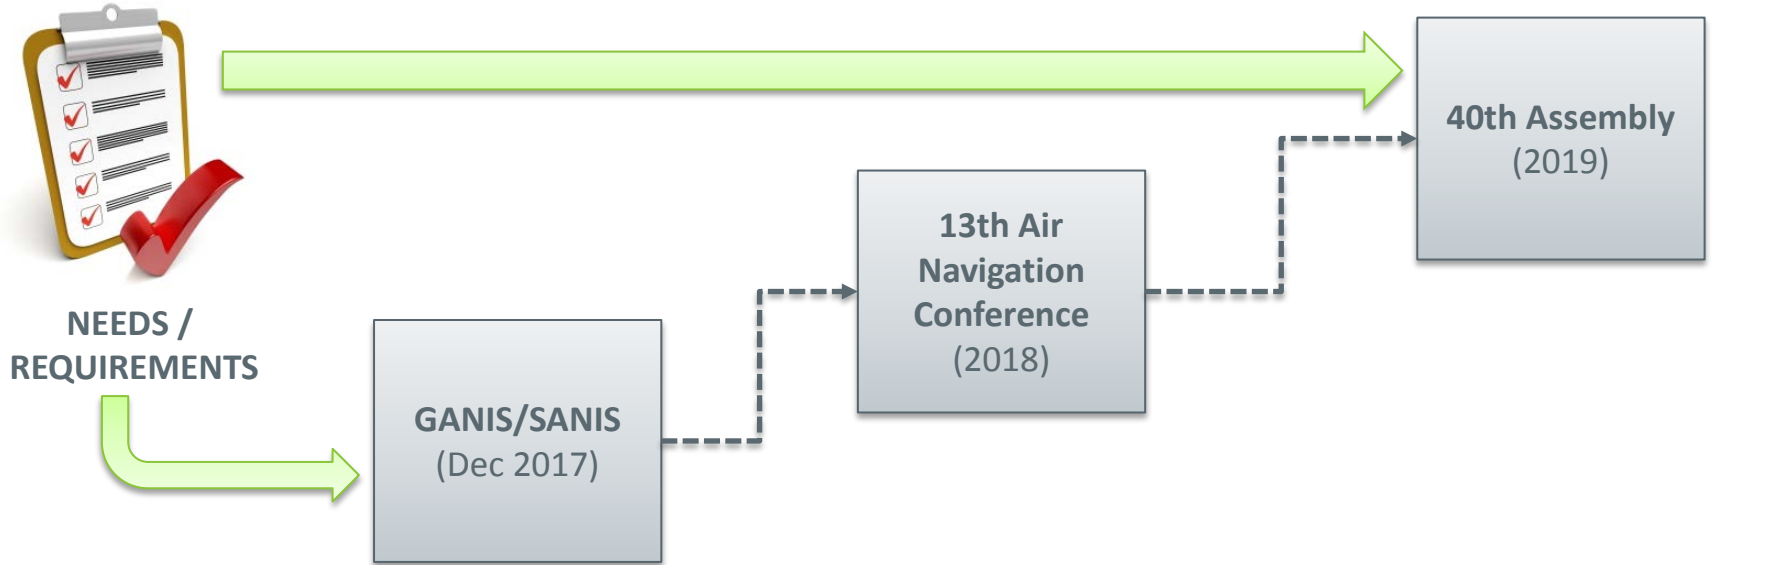 NEEDS /
REQUIREMENTS
GANIS/SANIS
(Dec 2017)
13th Air
Navigation
Conference
(2018)
40th Assembly
(2019)